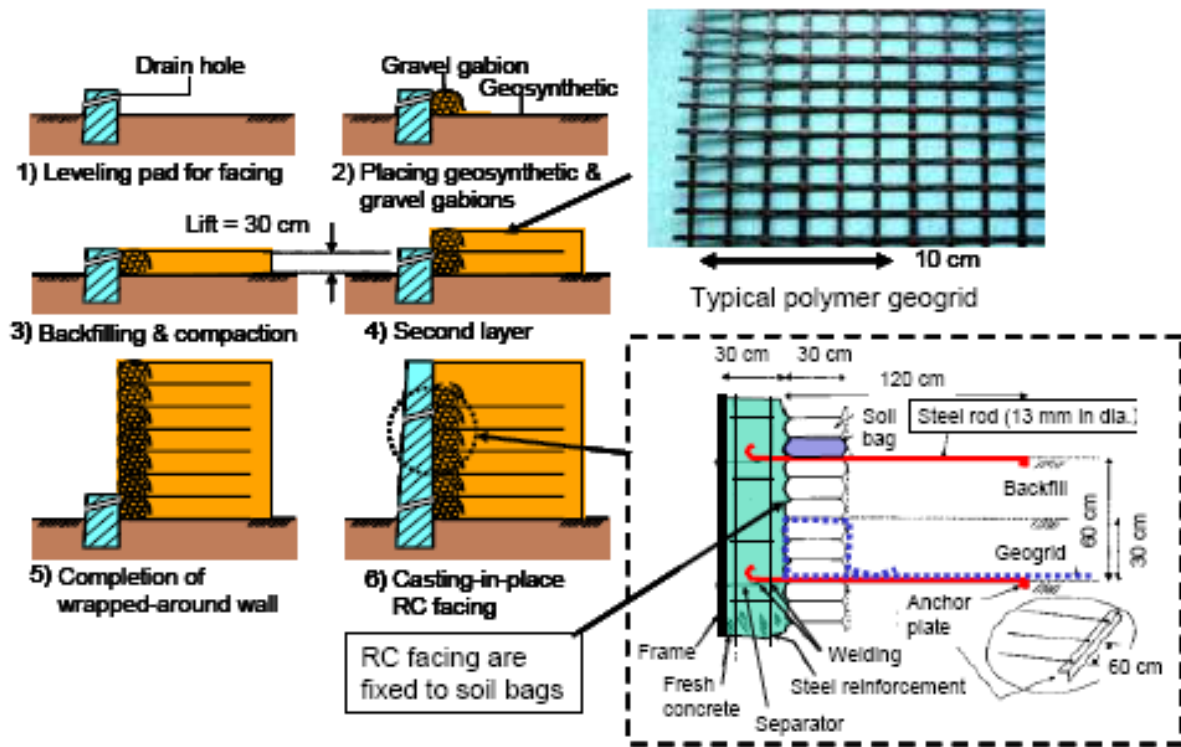 Drain hole
Gravel gabion
Geosynthetic
1) Leveling pad for facing
2) Placing geosynthetic &
gravel gabions
Lift = 30 cm
10 cm
Typical polymer geogrid
3) Backfilling & compaction
4) Second layer
30 cm
30 cm
120 cm
Soil
bag
Steel rod (13 mm in dia.)
Backfill
60 cm
30 cm
Geogrid
5) Completion of
wrapped-around wall
6) Casting-in-place
RC facing
Anchor
plate
60 cm
RC facing are
fixed to soil bags
Frame
Welding
Fresh
concrete
Steel reinforcement
Separator